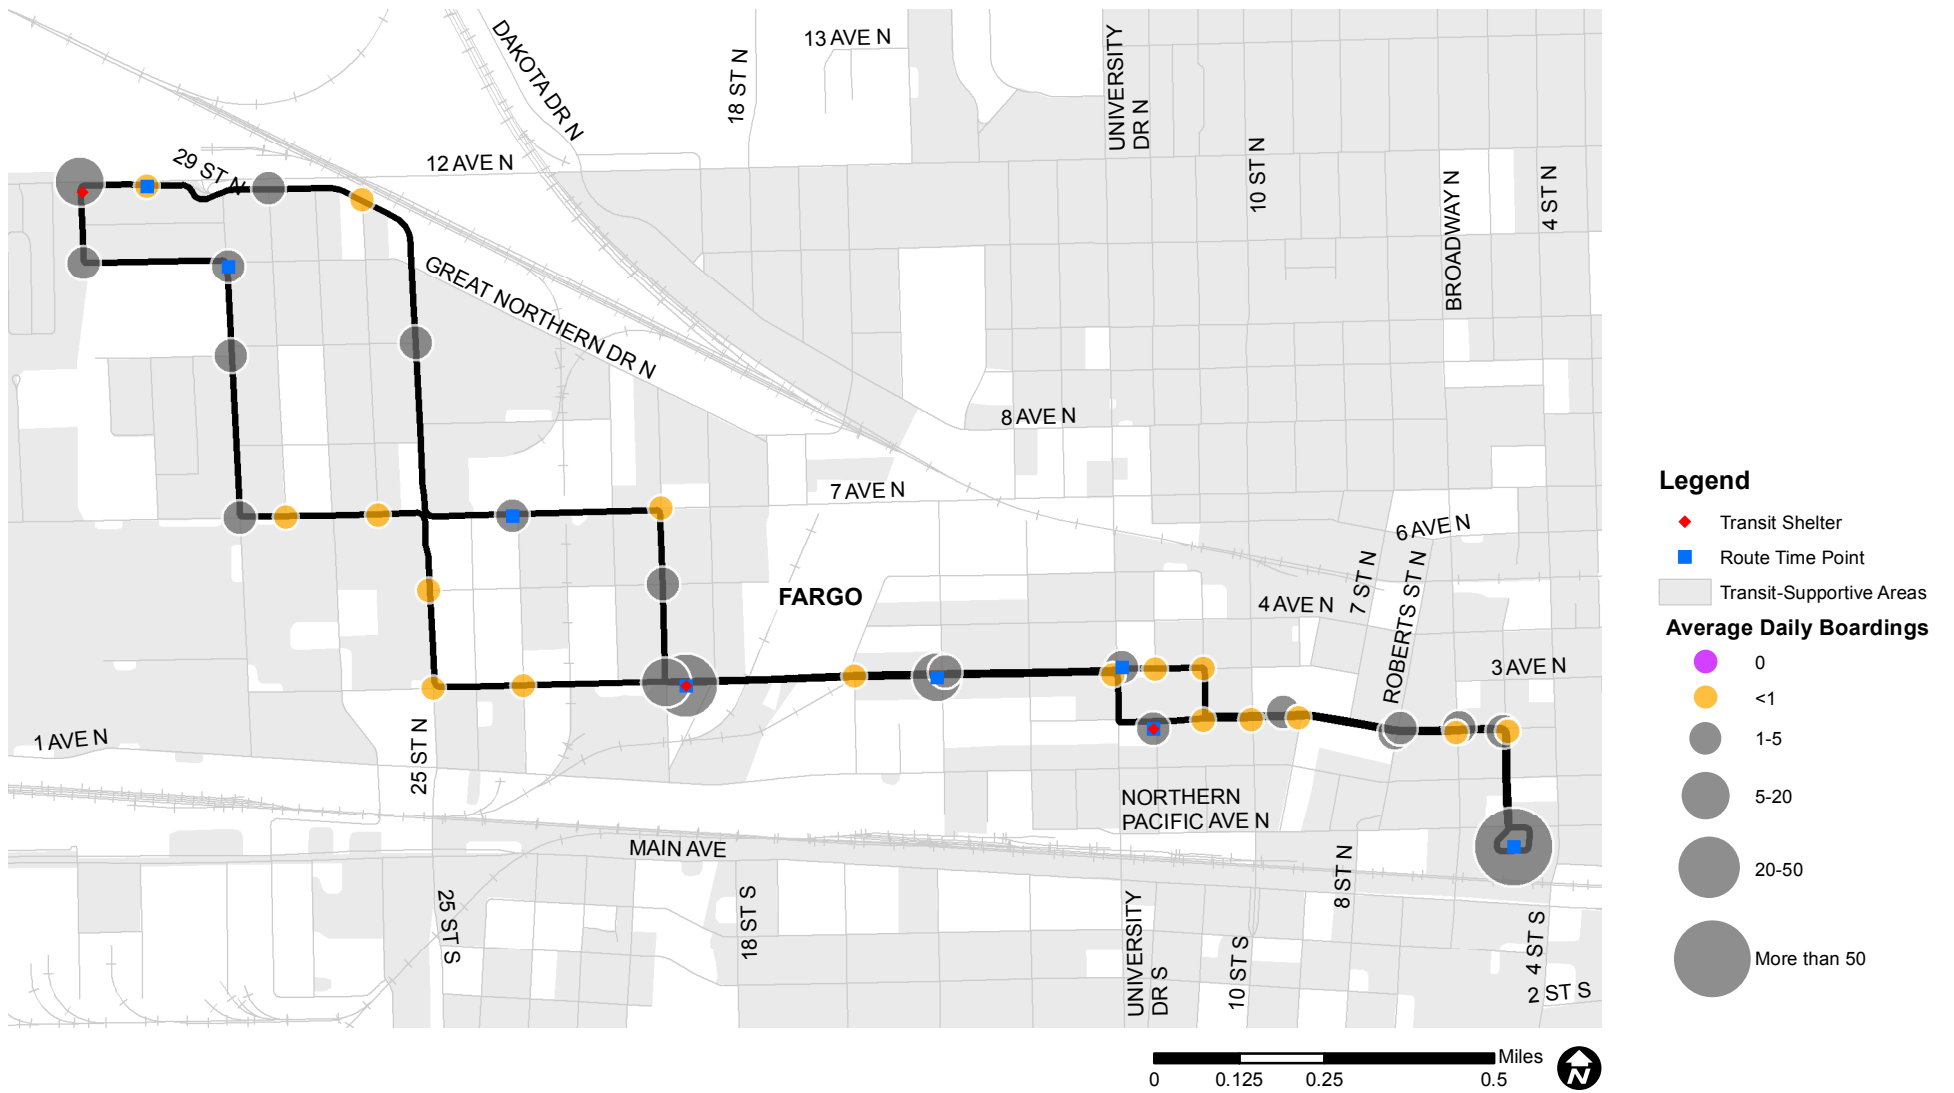 13 AVE N
DAKOTA DR N
18 ST N
UNIVERSITY
DR N
29 ST N
12 AVE N
10 ST N
BROADWAY N
4 ST N
GREAT NORTHERN DR N
8 AVE N
7 AVE N
6 AVE N
7 ST N
ROBERTS ST N
FARGO
4 AVE N
3 AVE N
1 AVE N
25 ST N
NORTHERN
PACIFIC AVE N
MAIN AVE
8 ST N
25 ST S
18 ST S
UNIVERSITY
DR S
10 ST S
4 ST S
2 ST S
Legend
Transit Shelter
Route Time Point
Transit-Supportive Areas
Average Daily Boardings
0
<1
1-5
5-20
20-50
More than 50
Miles
0
0.125
0.25
0.5
N